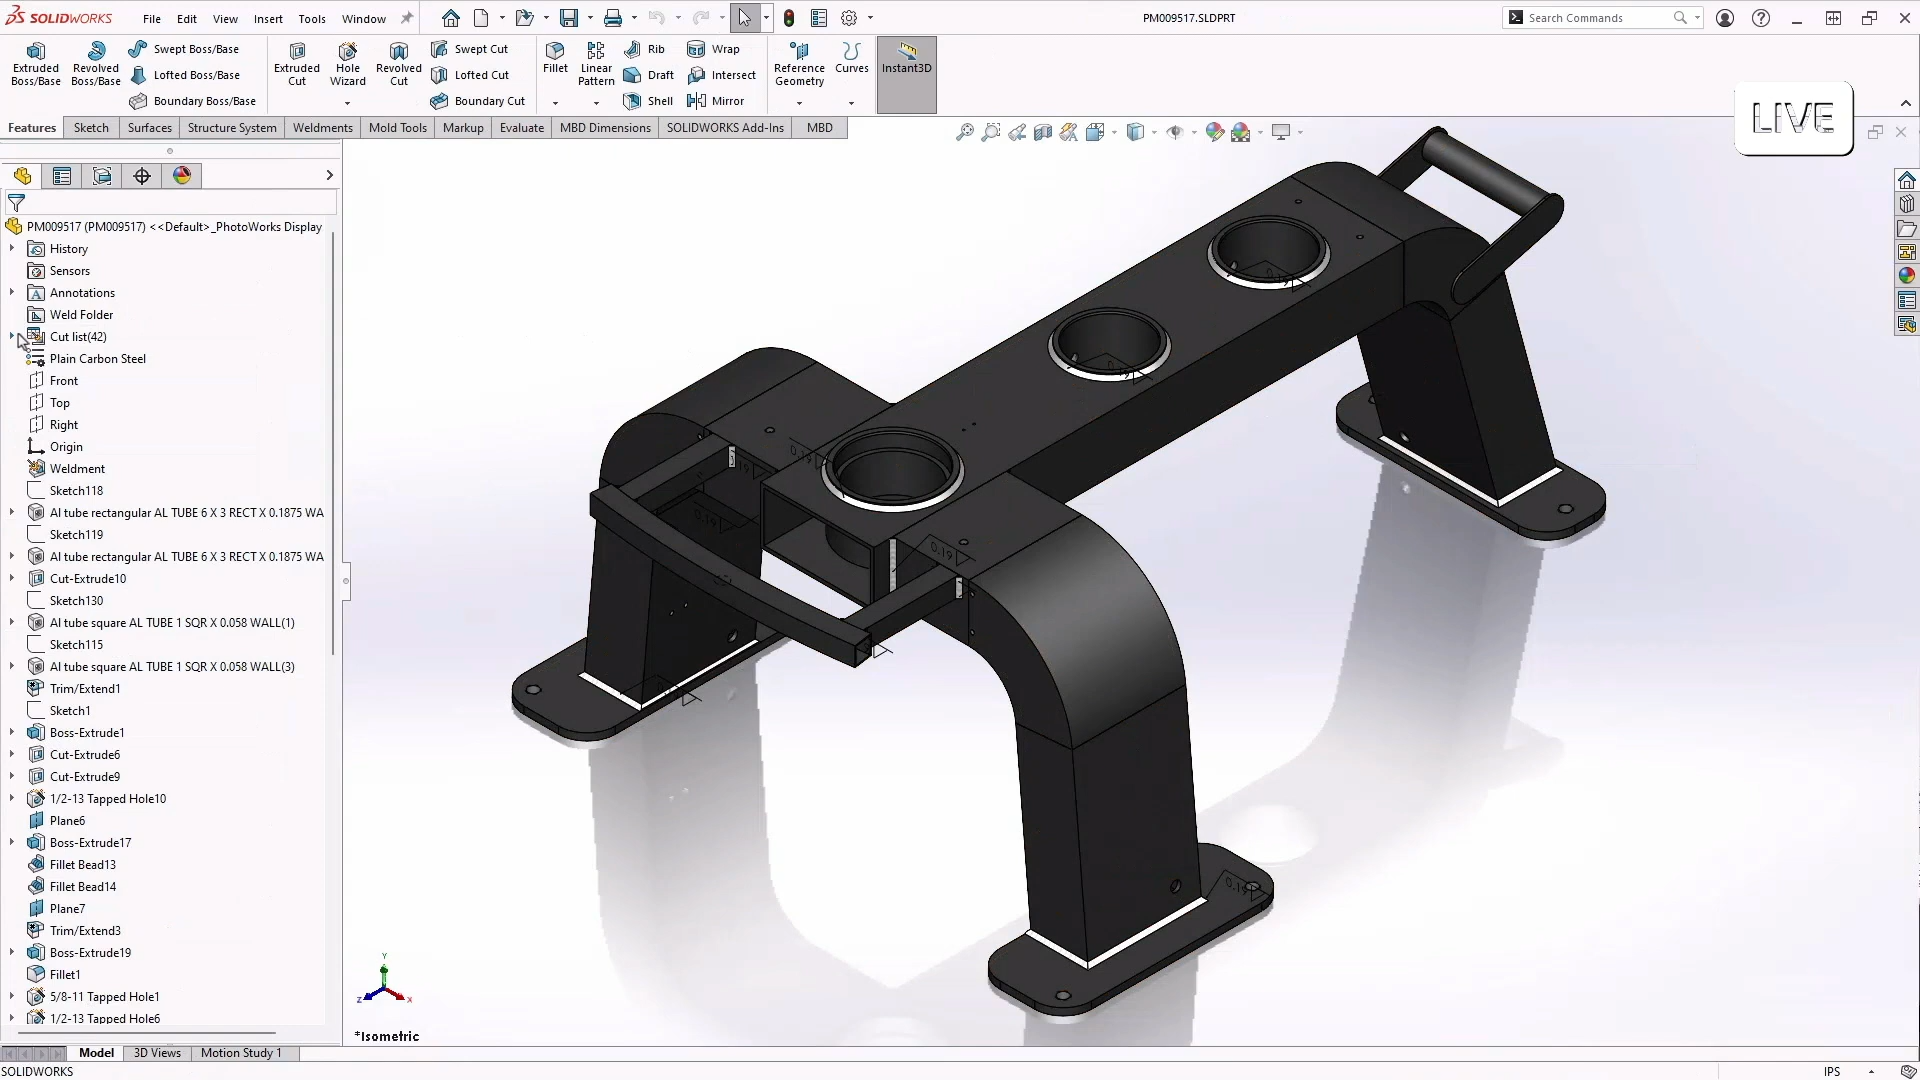 SOLIDWORKS
File Edit View Insert Tools Window
PM009517.SLDPRT
Search Commands
Extruded Boss/Base
Revolved Boss/Base
Swept Boss/Base
Lofted Boss/Base
Boundary Boss/Base
Extruded Cut
Hole Wizard
Revolved Cut
Swept Cut
Lofted Cut
Boundary Cut
Fillet
Linear Pattern
Rib
Draft
Shell
Wrap
Intersect
Mirror
Reference Geometry
Curves
Instant3D
Features Sketch Surfaces Structure System Weldments Mold Tools Markup Evaluate MBD Dimensions SOLIDWORKS Add-Ins MBD
LIVE
PM009517 (PM009517) <<Default>_PhotoWorks Display
History
Sensors
Annotations
Weld Folder
Cut list(42)
Plain Carbon Steel
Front
Top
Right
Origin
Weldment
Sketch118
Al tube rectangular AL TUBE 6 X 3 RECT X 0.1875 WA
Sketch119
Al tube rectangular AL TUBE 6 X 3 RECT X 0.1875 WA
Cut-Extrude10
Sketch130
Al tube square AL TUBE 1 SQR X 0.058 WALL(1)
Sketch115
Al tube square AL TUBE 1 SQR X 0.058 WALL(3)
Trim/Extend1
Sketch1
Boss-Extrude1
Cut-Extrude6
Cut-Extrude9
1/2-13 Tapped Hole10
Plane6
Boss-Extrude17
Fillet Bead13
Fillet Bead14
Plane7
Trim/Extend3
Boss-Extrude19
Fillet1
5/8-11 Tapped Hole1
1/2-13 Tapped Hole6
0.19
0.19
0.19
0.19
Y
Z
X
*Isometric
Model 3D Views Motion Study 1
SOLIDWORKS
IPS